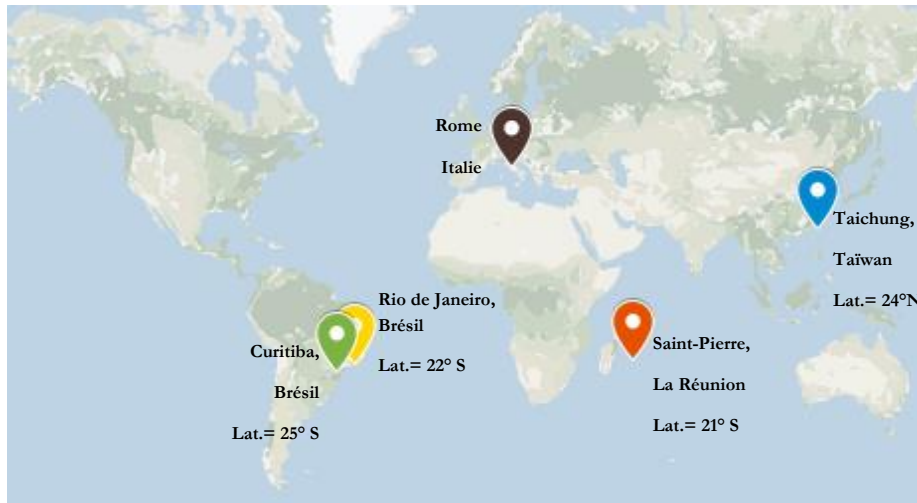 Rome
Italie
Taichung,
Taïwan
Lat.= 24°N
Rio de Janeiro,
Brésil
Lat.= 22° S
Curitiba,
Brésil
Lat.= 25° S
Saint-Pierre,
La Réunion
Lat.= 21° S